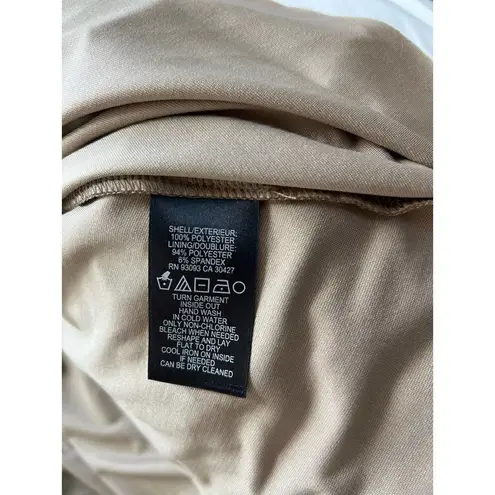 SHELL/EXTERIEUR:
100% POLYESTER
LINING/DOUBLURE:
94% POLYESTER
6% SPANDEX
RN 93093 CA 30427
TURN GARMENT
INSIDE OUT
HAND WASH
IN COLD WATER
ONLY NON-CHLORINE
BLEACH WHEN NEEDED
RESHAPE AND LAY
FLAT TO DRY
COOL IRON ON INSIDE
IF NEEDED
CAN BE DRY CLEANED